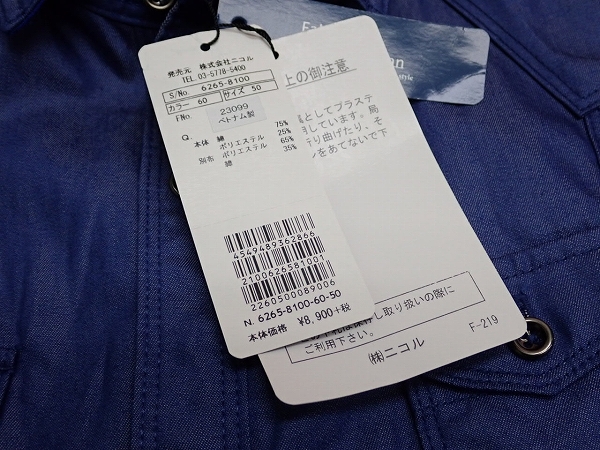 発売元 株式会社ニコル
TEL.03-5778-5400
S/No. 6265-8100
カラー 60 サイズ 50
FNo. 23099
ベトナム製
Q.
本体 綿 75%
ポリエステル 25%
別布 ポリエステル 65%
綿 35%
4549489362866
2100626581001
2260500089006
N. 6265-8100-60-50
本体価格 ¥8,900+税
上の御注意
としてプラステ
しています。局
り曲げたり、そ
をあてないで下
し取り扱いの際に
ご利用下さい。
㈱ニコル
F-219